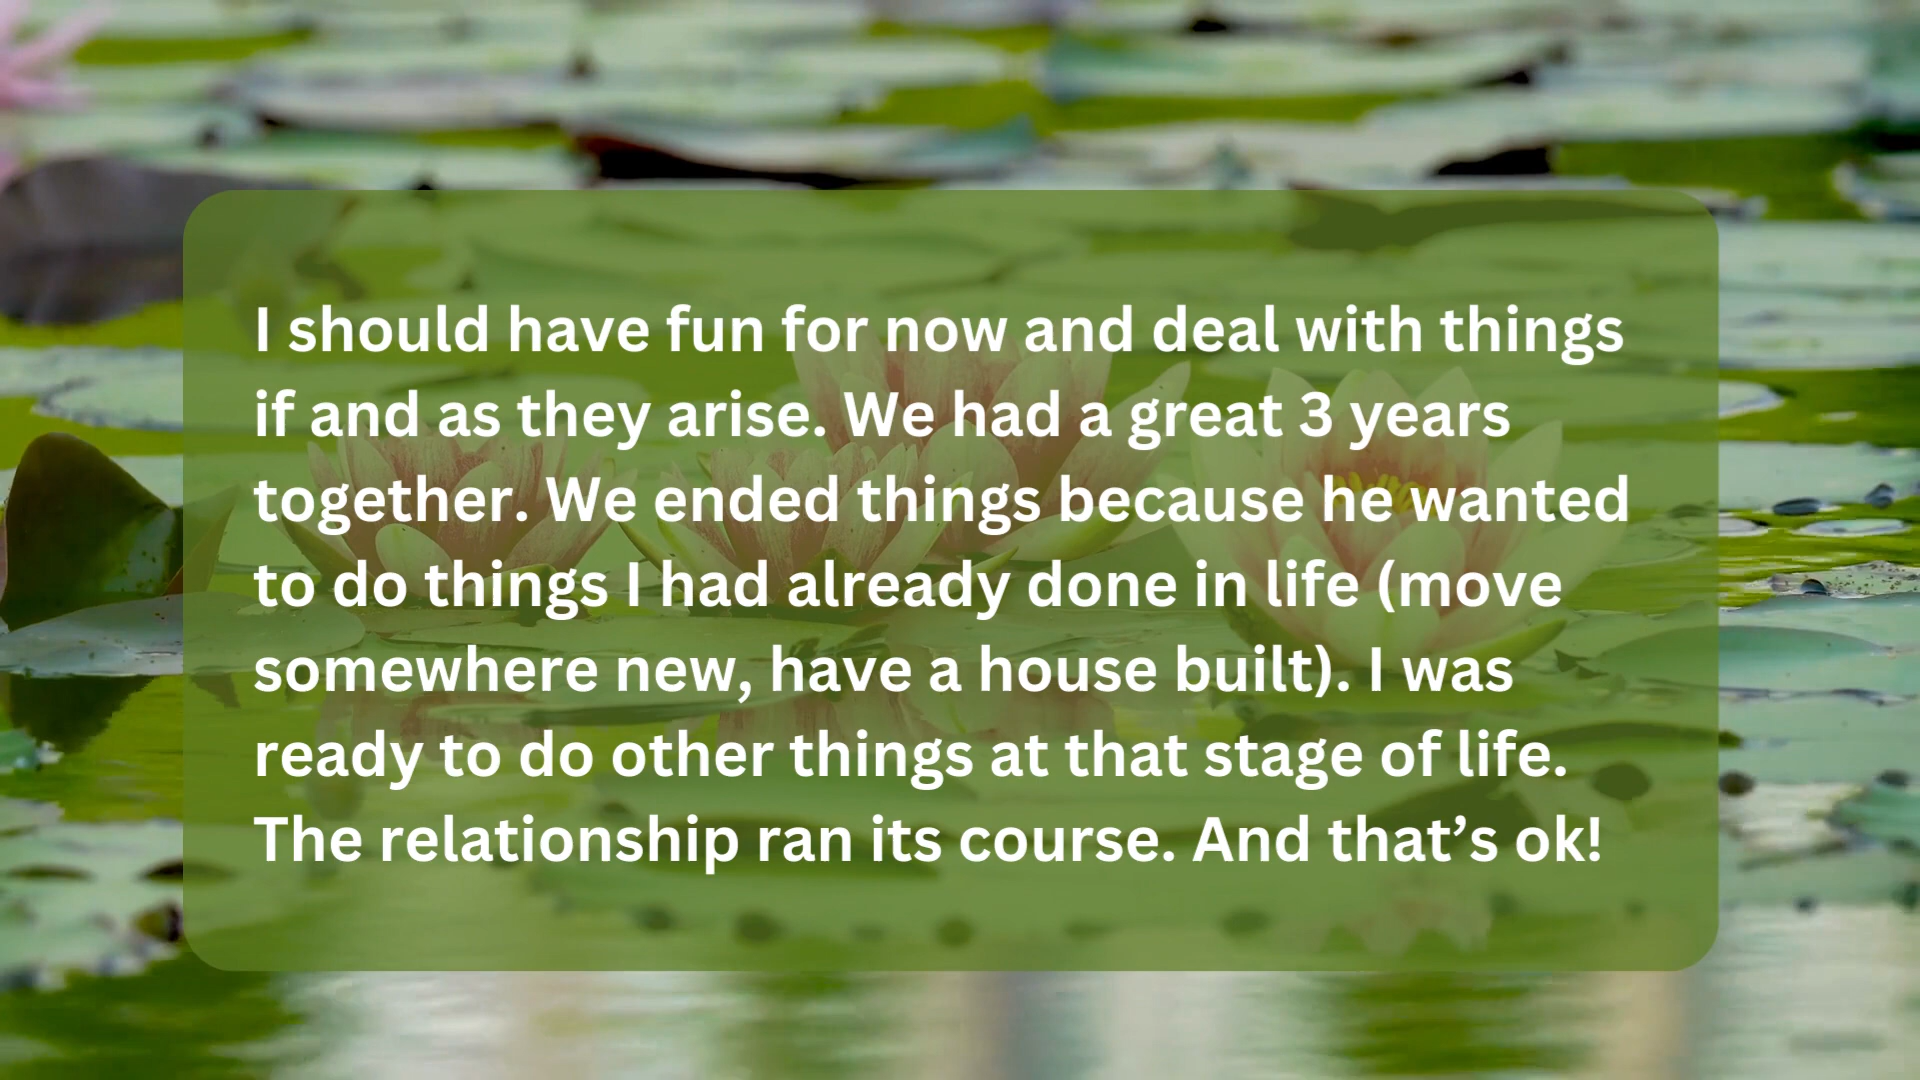 I should have fun for now and deal with things
if and as they arise. We had a great 3 years
together. We ended things because he wanted
to do things I had already done in life (move
somewhere new, have a house built). I was
ready to do other things at that stage of life.
The relationship ran its course. And that’s ok!